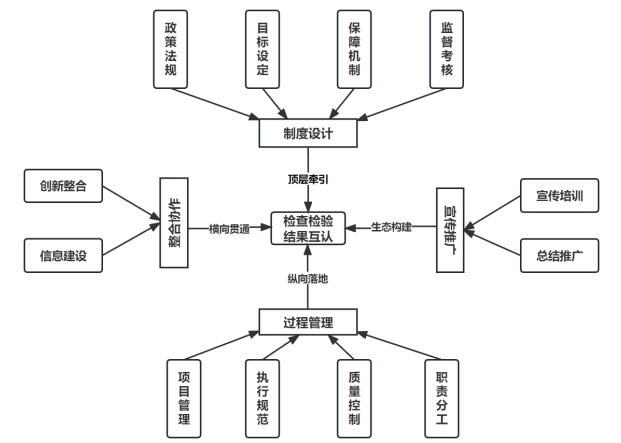 政策法规
目标设定
保障机制
监督考核
制度设计
顶层牵引
创新整合
信息建设
整合协作
横向贯通
检查检验
结果互认
生态构建
宣传推广
宣传培训
总结推广
纵向落地
过程管理
项目管理
执行规范
质量控制
职责分工